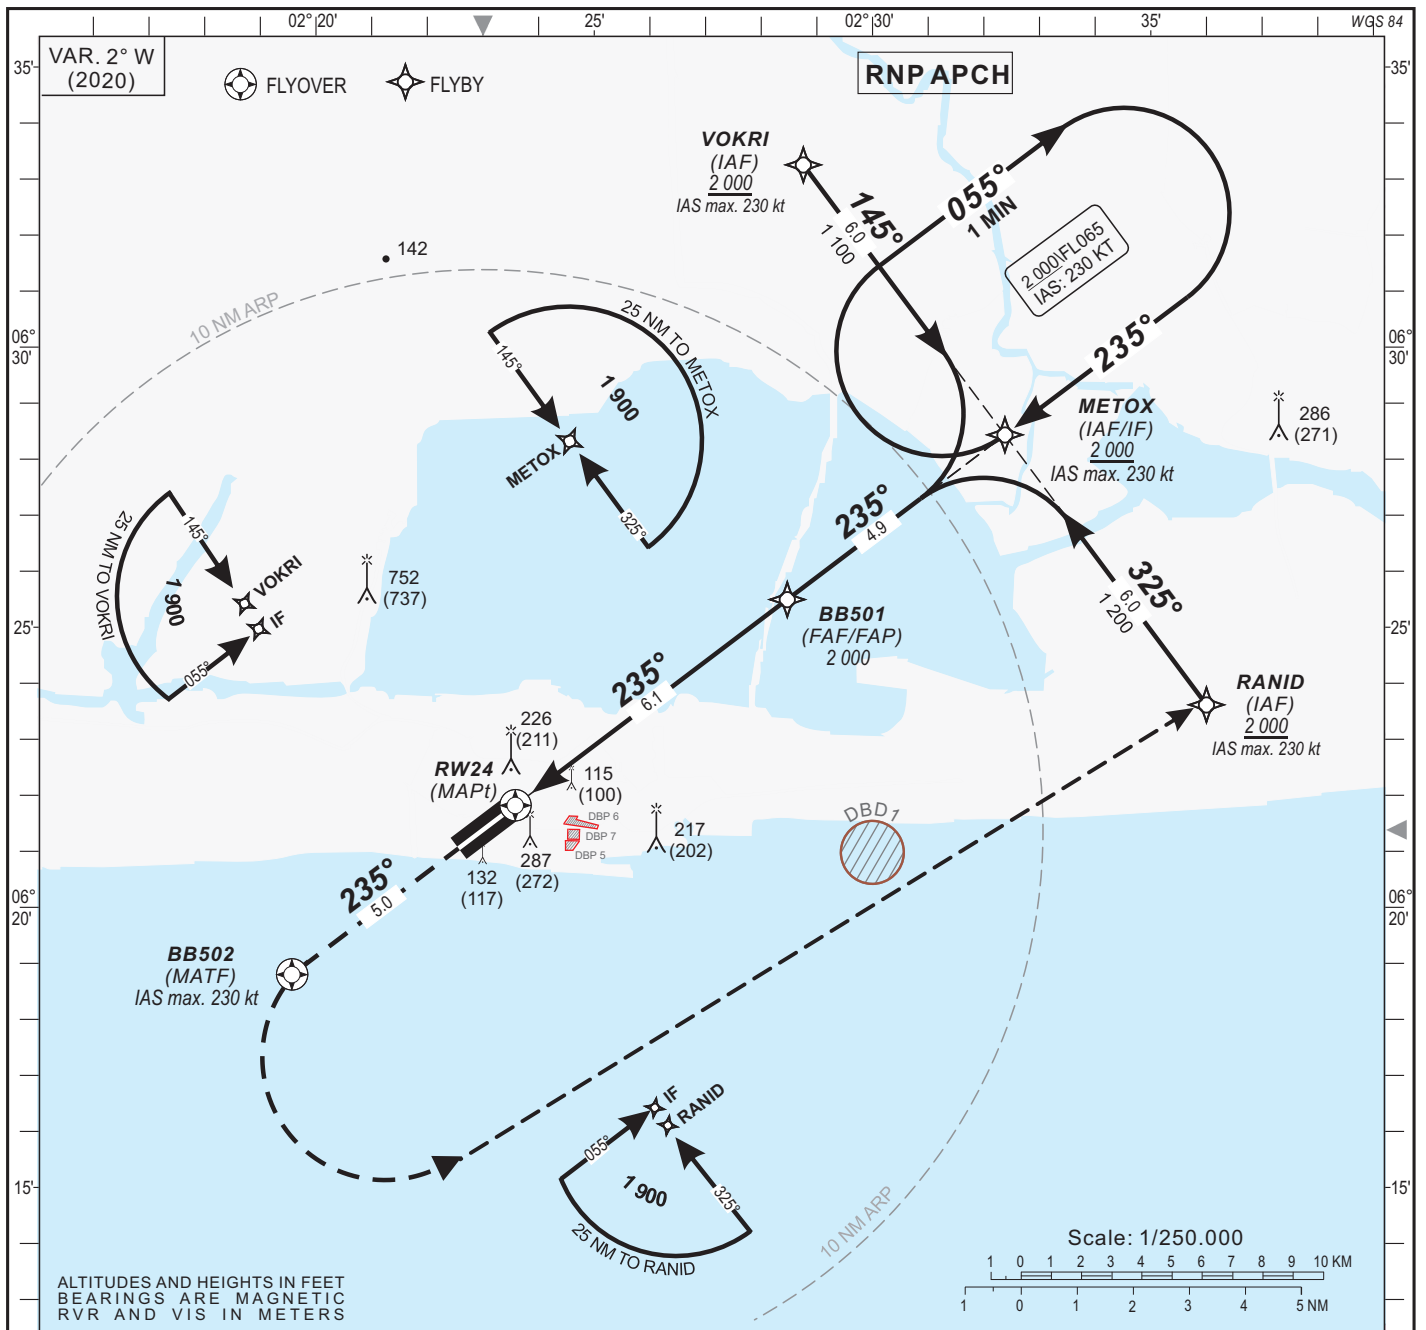 02° 20'
25'
02° 30'
35'
WGS 84
VAR. 2° W
(2020)
FLYOVER
FLYBY
RNP APCH
35'
35'
VOKRI
(IAF)
2 000
IAS max. 230 kt
145°
6.0
1 100
055°
1 MIN
2 000\FL065
IAS: 230 KT
142
10 NM ARP
25 NM TO METOX
145°
1 900
METOX
325°
235°
06°
30'
06°
30'
METOX
(IAF/IF)
2 000
IAS max. 230 kt
286
(271)
25 NM TO VOKRI
145°
1 900
VOKRI
IF
055°
752
(737)
235°
4.9
BB501
(FAF/FAP)
2 000
325°
6.0
1 200
25'
25'
235°
6.1
RANID
(IAF)
2 000
IAS max. 230 kt
226
(211)
RW24
(MAPt)
115
(100)
DBP 6
DBP 7
DBP 5
217
(202)
DBD1
287
(272)
132
(117)
235°
5.0
06°
20'
06°
20'
BB502
(MATF)
IAS max. 230 kt
IF
RANID
055°
1 900
325°
25 NM TO RANID
15'
15'
10 NM ARP
Scale: 1/250.000
1 0 1 2 3 4 5 6 7 8 9 10 KM
1 0 1 2 3 4 5 NM
ALTITUDES AND HEIGHTS IN FEET
BEARINGS ARE MAGNETIC
RVR AND VIS IN METERS